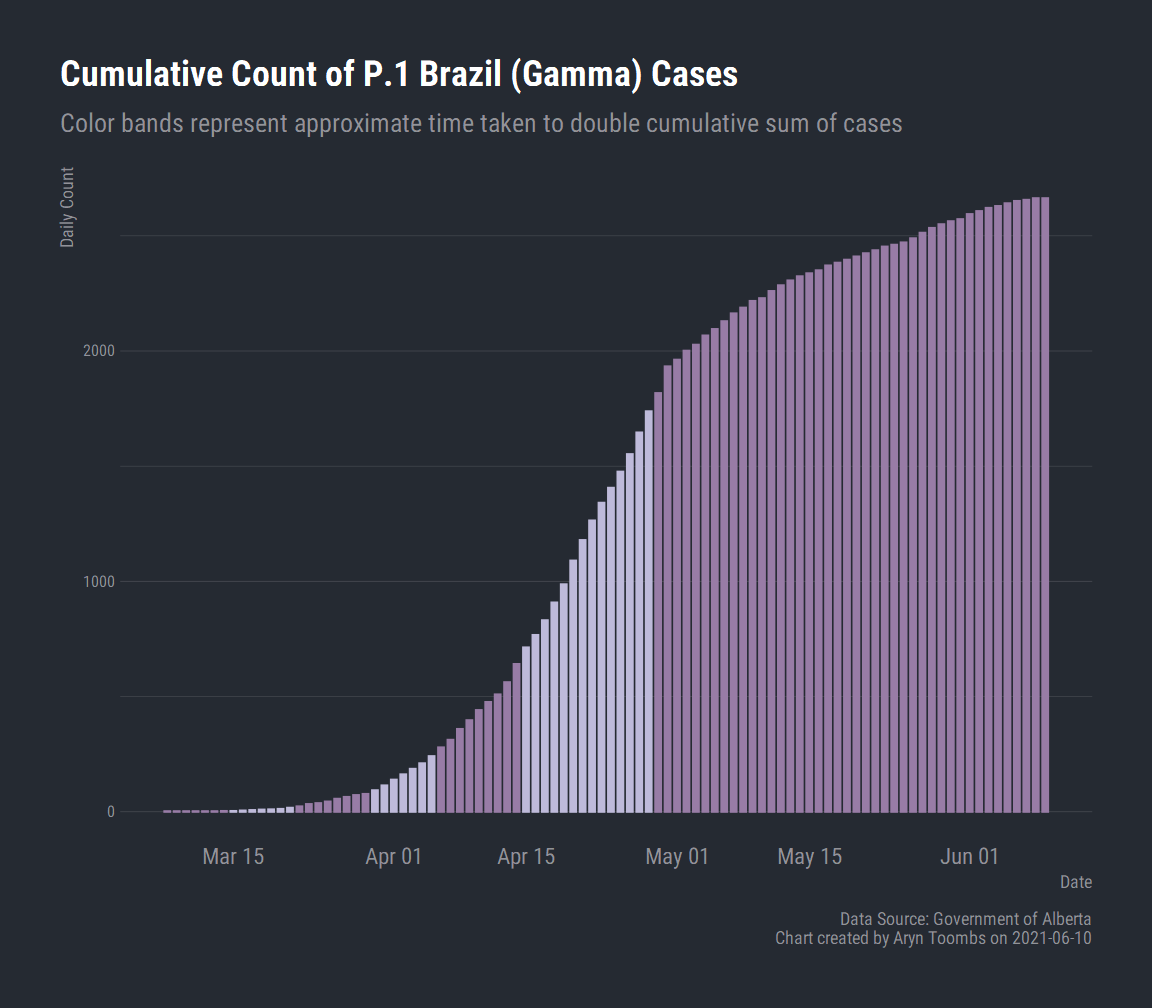 Cumulative Count of P.1 Brazil (Gamma) Cases
Color bands represent approximate time taken to double cumulative sum of cases
Daily Count
2000
1000
0
Mar 15
Apr 01
Apr 15
May 01
May 15
Jun 01
Date
Data Source: Government of Alberta
Chart created by Aryn Toombs on 2021-06-10